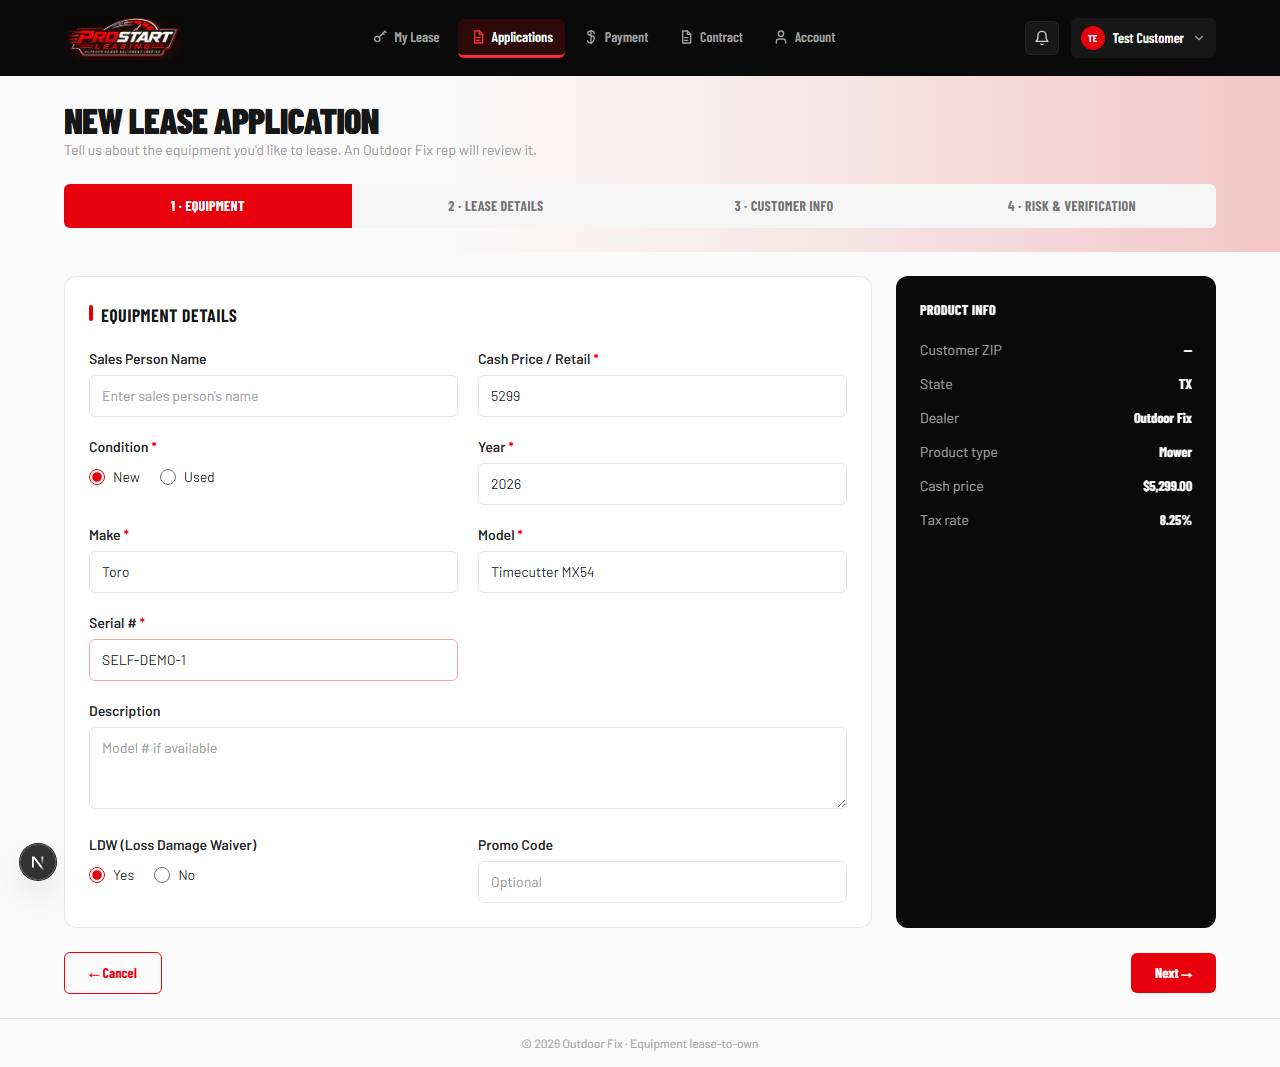 PROSTART
LEASING
My Lease
Applications
Payment
Contract
Account
TE
Test Customer
NEW LEASE APPLICATION
Tell us about the equipment you'd like to lease. An Outdoor Fix rep will review it.
1 · EQUIPMENT
2 · LEASE DETAILS
3 · CUSTOMER INFO
4 · RISK & VERIFICATION
EQUIPMENT DETAILS
Sales Person Name
Enter sales person's name
Cash Price / Retail *
5299
Condition *
New
Used
Year *
2026
Make *
Toro
Model *
Timecutter MX54
Serial # *
SELF-DEMO-1
Description
Model # if available
LDW (Loss Damage Waiver)
Yes
No
Promo Code
Optional
PRODUCT INFO
Customer ZIP —
State TX
Dealer Outdoor Fix
Product type Mower
Cash price $5,299.00
Tax rate 8.25%
N
← Cancel
Next →
© 2026 Outdoor Fix · Equipment lease-to-own